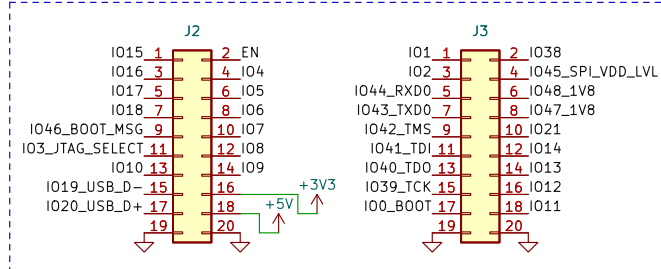 J2 J3
IO15 1 2 EN IO1 1 2 IO38
IO16 3 4 IO4 IO2 3 4 IO45_SPI_VDD_LVL
IO17 5 6 IO5 IO44_RXD0 5 6 IO48_1V8
IO18 7 8 IO6 IO43_TXD0 7 8 IO47_1V8
IO46_BOOT_MSG 9 10 IO7 IO42_TMS 9 10 IO21
IO3_JTAG_SELECT 11 12 IO8 IO41_TDI 11 12 IO14
IO10 13 14 IO9 IO40_TDO 13 14 IO13
IO19_USB_D- 15 16 +3V3 IO39_TCK 15 16 IO12
IO20_USB_D+ 17 18 +5V IO0_BOOT 17 18 IO11
19 20 19 20